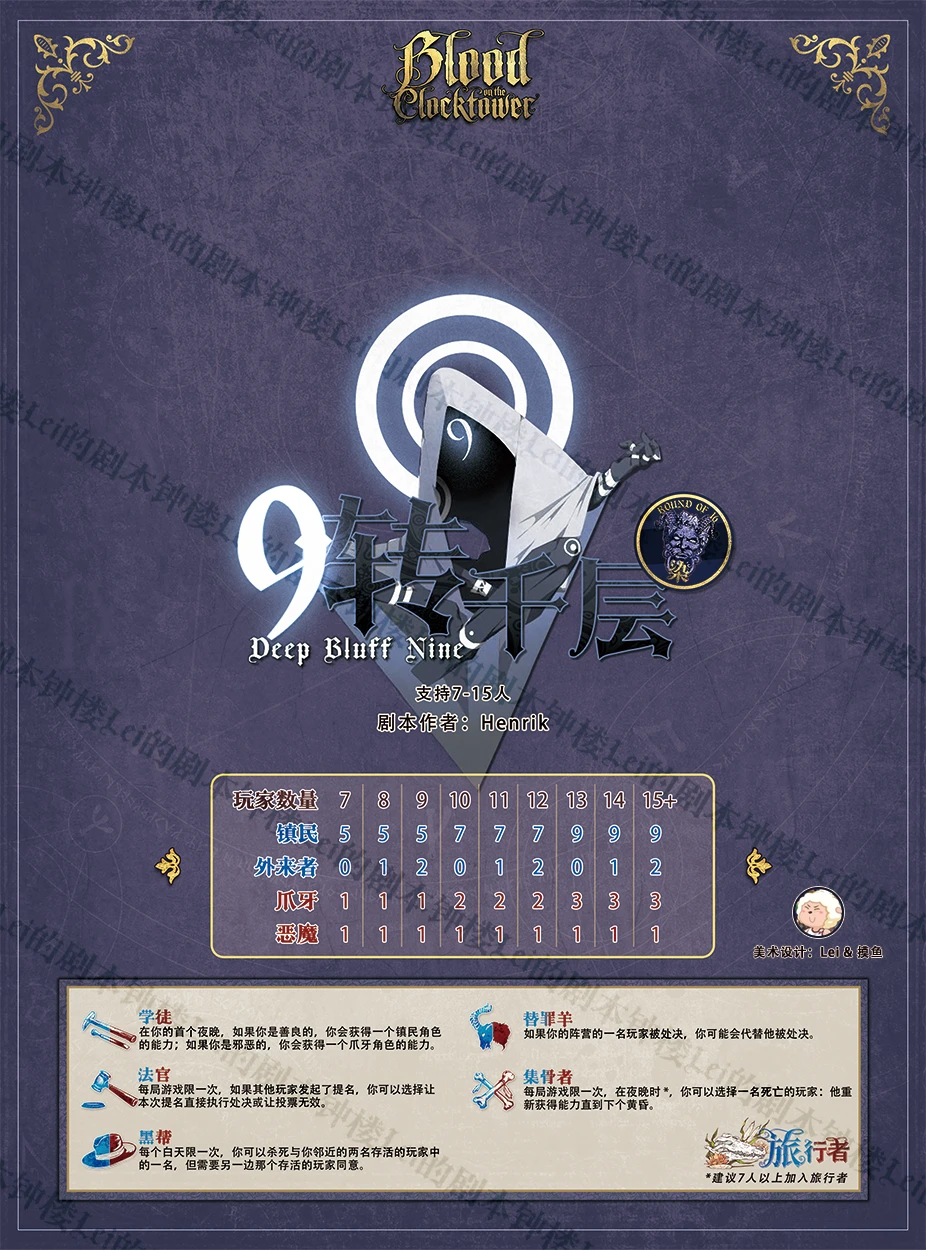 Blood
on the
Clocktower
9
ROUND OF 16
9转千层
Deep Bluff Nine
支持7-15人
剧本作者：Henrik
玩家数量 7 8 9 10 11 12 13 14 15+
镇民 5 5 5 7 7 7 9 9 9
外来者 0 1 2 0 1 2 0 1 2
爪牙 1 1 1 2 2 2 3 3 3
恶魔 1 1 1 1 1 1 1 1 1
美术设计：Lei & 摸鱼
学徒
在你的首个夜晚，如果你是善良的，你会获得一个镇民角色
的能力；如果你是邪恶的，你会获得一个爪牙角色的能力。
法官
每局游戏限一次，如果其他玩家发起了提名，你可以选择让
本次提名直接执行处决或让投票无效。
黑帮
每个白天限一次，你可以杀死与你邻近的两名存活的玩家中
的一名，但需要另一边那个存活的玩家同意。
替罪羊
如果你的阵营的一名玩家被处决，你可能会代替他被处决。
集骨者
每局游戏限一次，在夜晚时*，你可以选择一名死亡的玩家：他重
新获得能力直到下个黄昏。
旅行者
*建议7人以上加入旅行者
钟楼Lei的剧本